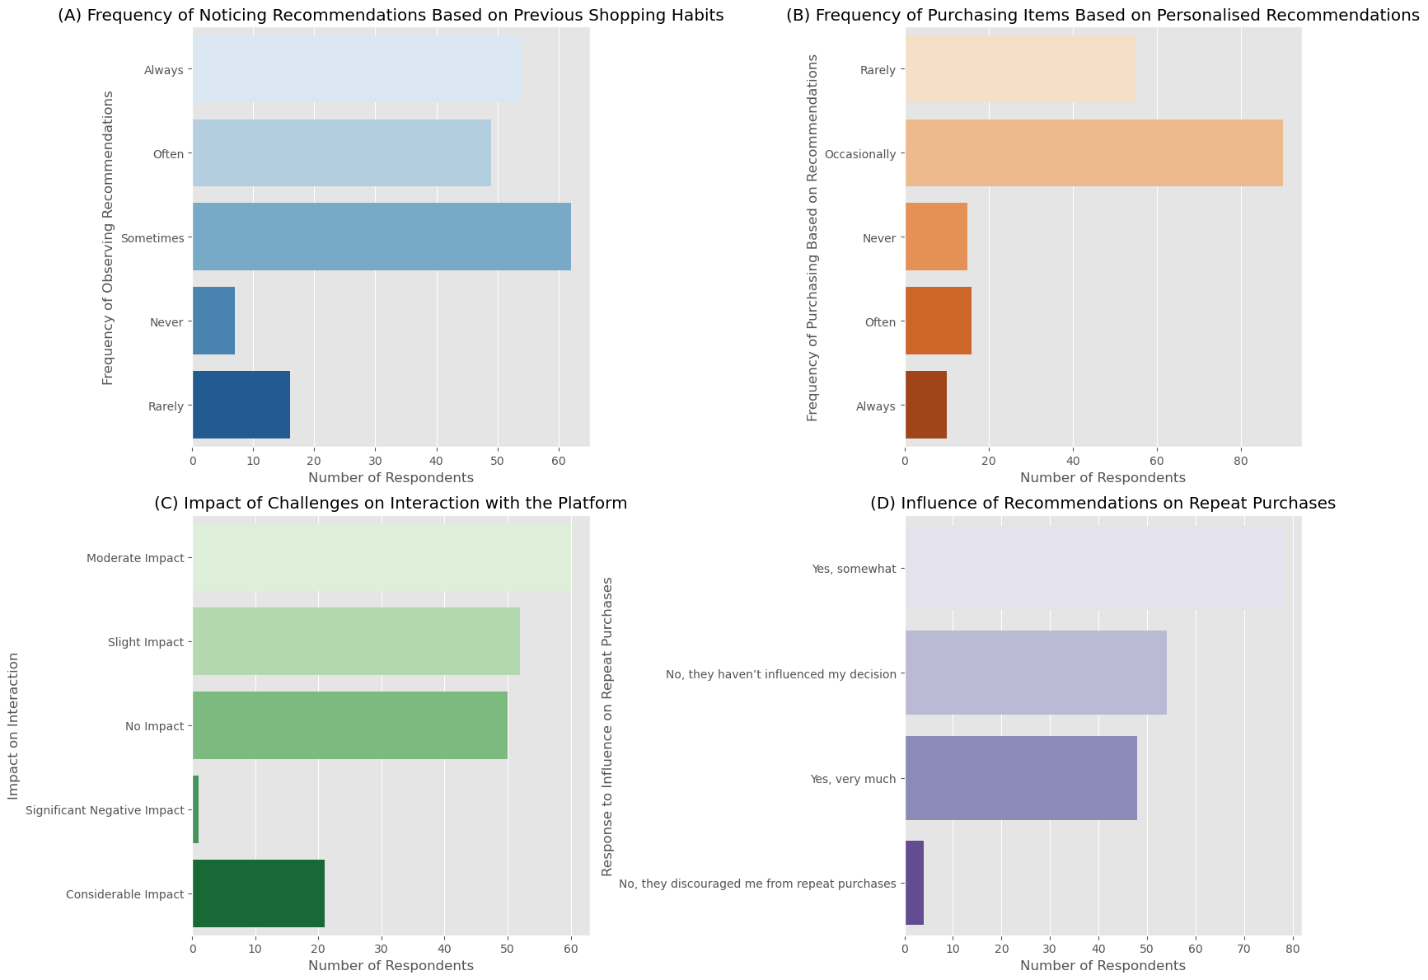 (A) Frequency of Noticing Recommendations Based on Previous Shopping Habits
Frequency of Observing Recommendations
Always
Often
Sometimes
Never
Rarely
0 10 20 30 40 50 60
Number of Respondents
(B) Frequency of Purchasing Items Based on Personalised Recommendations
Frequency of Purchasing Based on Recommendations
Rarely
Occasionally
Never
Often
Always
0 20 40 60 80
Number of Respondents
(C) Impact of Challenges on Interaction with the Platform
Impact on Interaction
Moderate Impact
Slight Impact
No Impact
Significant Negative Impact
Considerable Impact
0 10 20 30 40 50 60
Number of Respondents
(D) Influence of Recommendations on Repeat Purchases
Response to Influence on Repeat Purchases
Yes, somewhat
No, they haven’t influenced my decision
Yes, very much
No, they discouraged me from repeat purchases
0 10 20 30 40 50 60 70 80
Number of Respondents